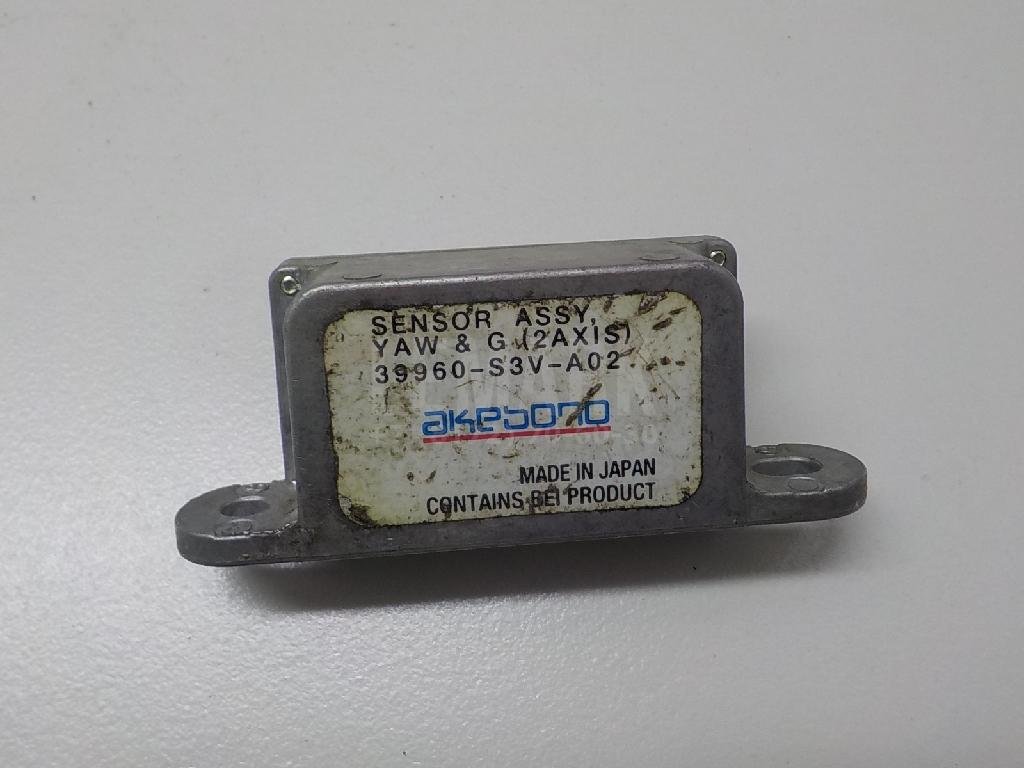 SENSOR ASSY,
YAW & G (2AXIS)
39960-S3V-A02
akebono
MADE IN JAPAN
CONTAINS BEI PRODUCT